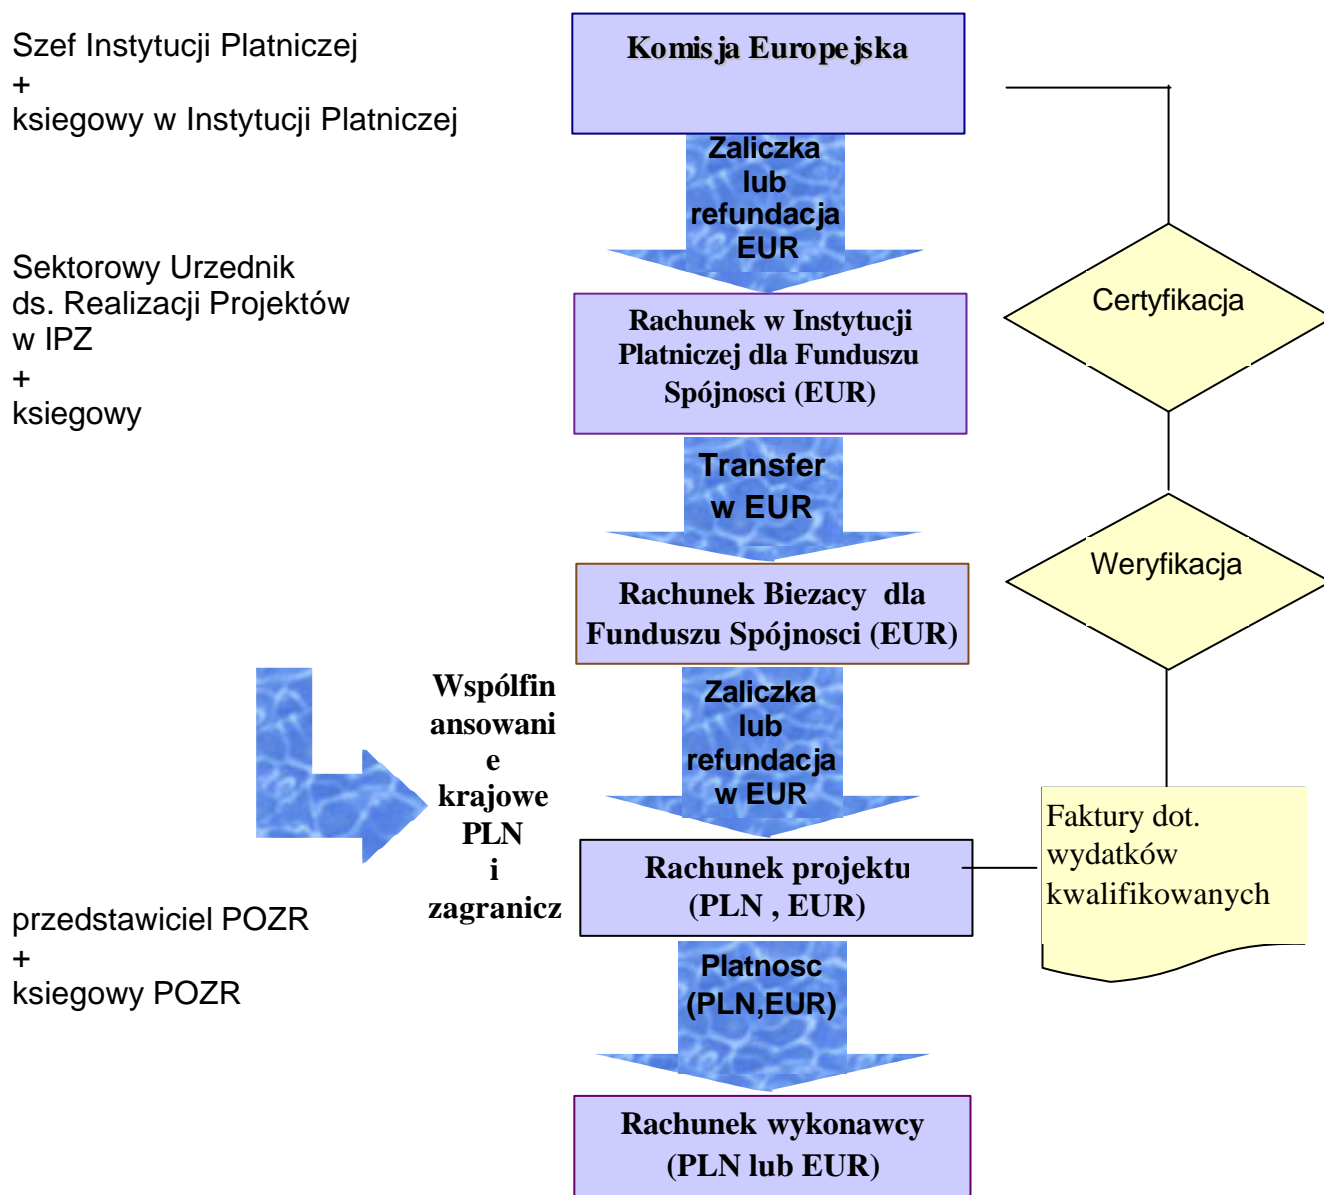 Szef Instytucji Platniczej
+
ksiegowy w Instytucji Platniczej
Komisja Europejska
Zaliczka
lub
refundacja
EUR
Sektorowy Urzednik
ds. Realizacji Projektów
w IPZ
+
ksiegowy
Rachunek w Instytucji
Platniczej dla Funduszu
Spójnosci (EUR)
Certyfikacja
Transfer
w EUR
Weryfikacja
Rachunek Biezacy dla
Funduszu Spójnosci (EUR)
Wspólfin
ansowani
e
krajowe
PLN
i
zagranicz
Zaliczka
lub
refundacja
w EUR
Faktury dot.
wydatków
kwalifikowanych
Rachunek projektu
(PLN , EUR)
przedstawiciel POZR
+
ksiegowy POZR
Platnosc
(PLN,EUR)
Rachunek wykonawcy
(PLN lub EUR)